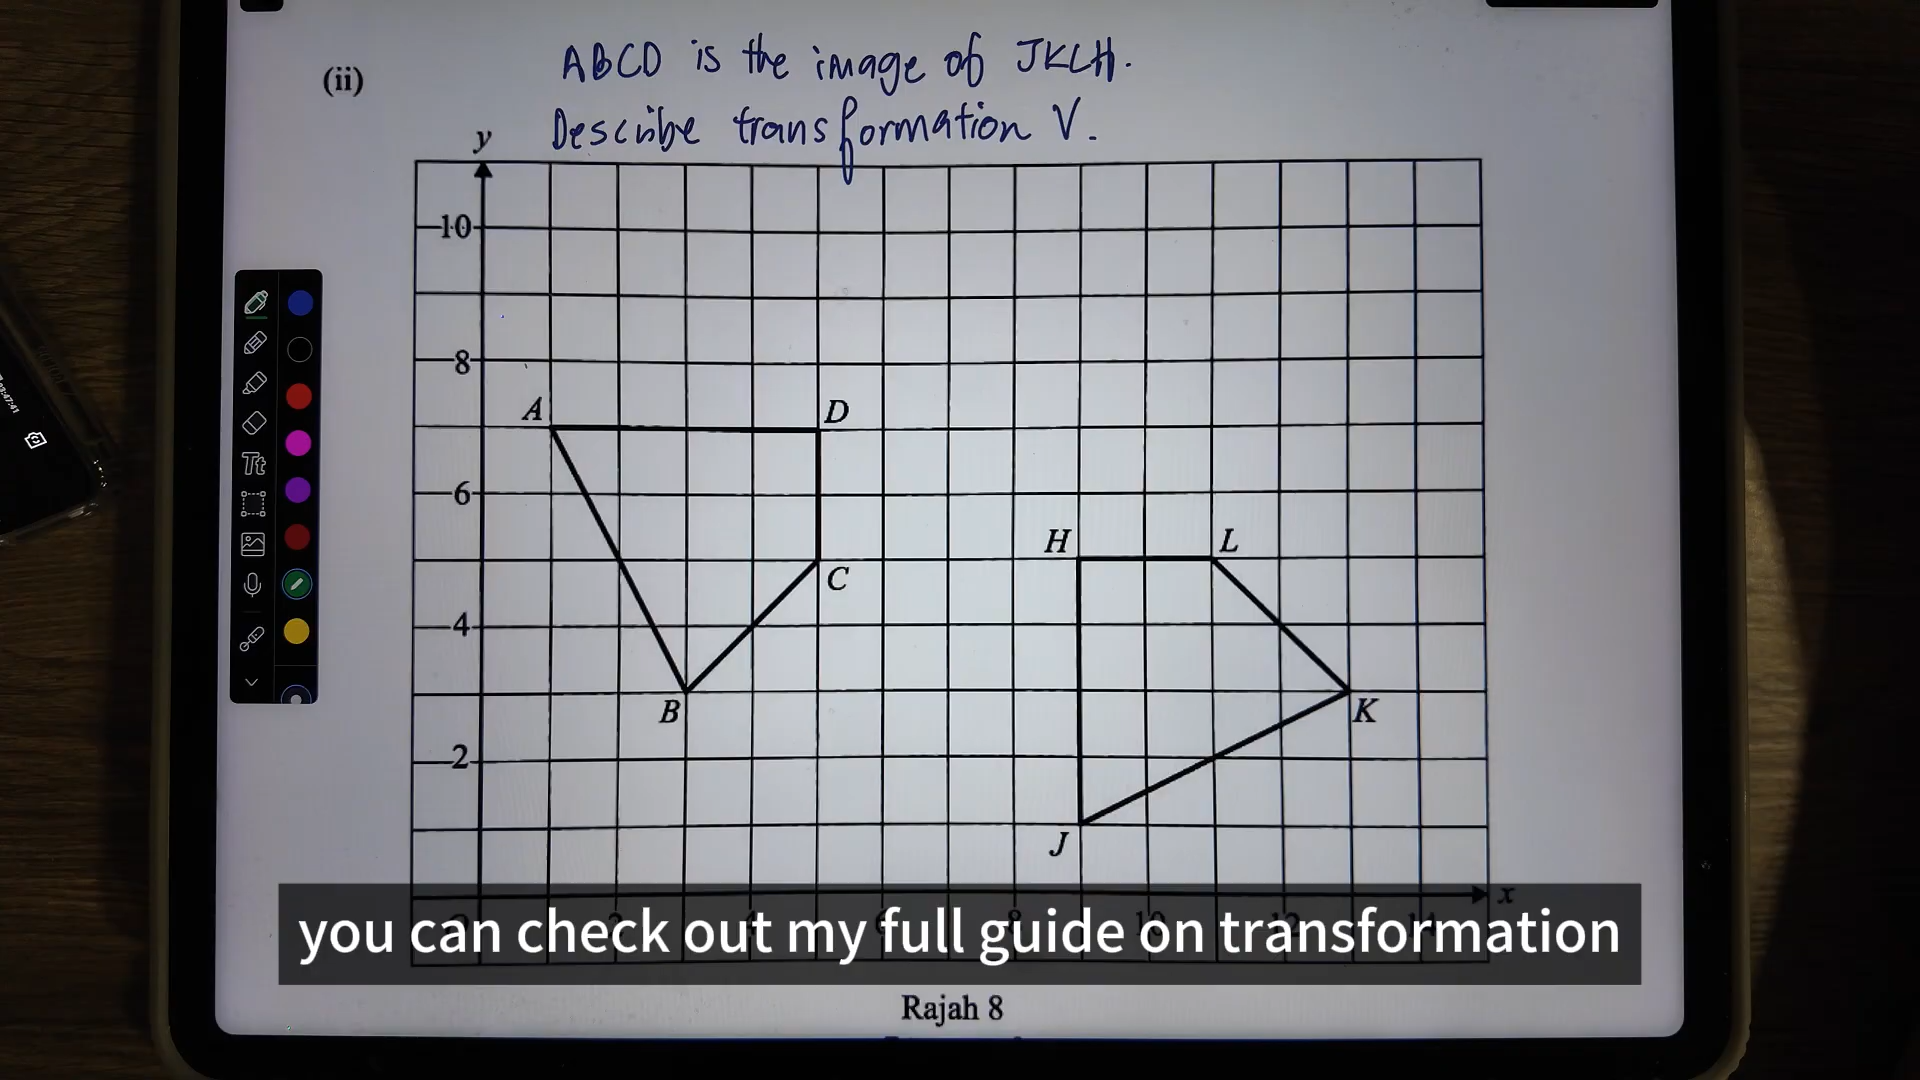 ABCD is the image of JKLH.
(ii)
Describe transformation V.
y
10
8
A D
6
H L
C
4
B K
2
J
x
you can check out my full guide on transformation
Rajah 8
Tt